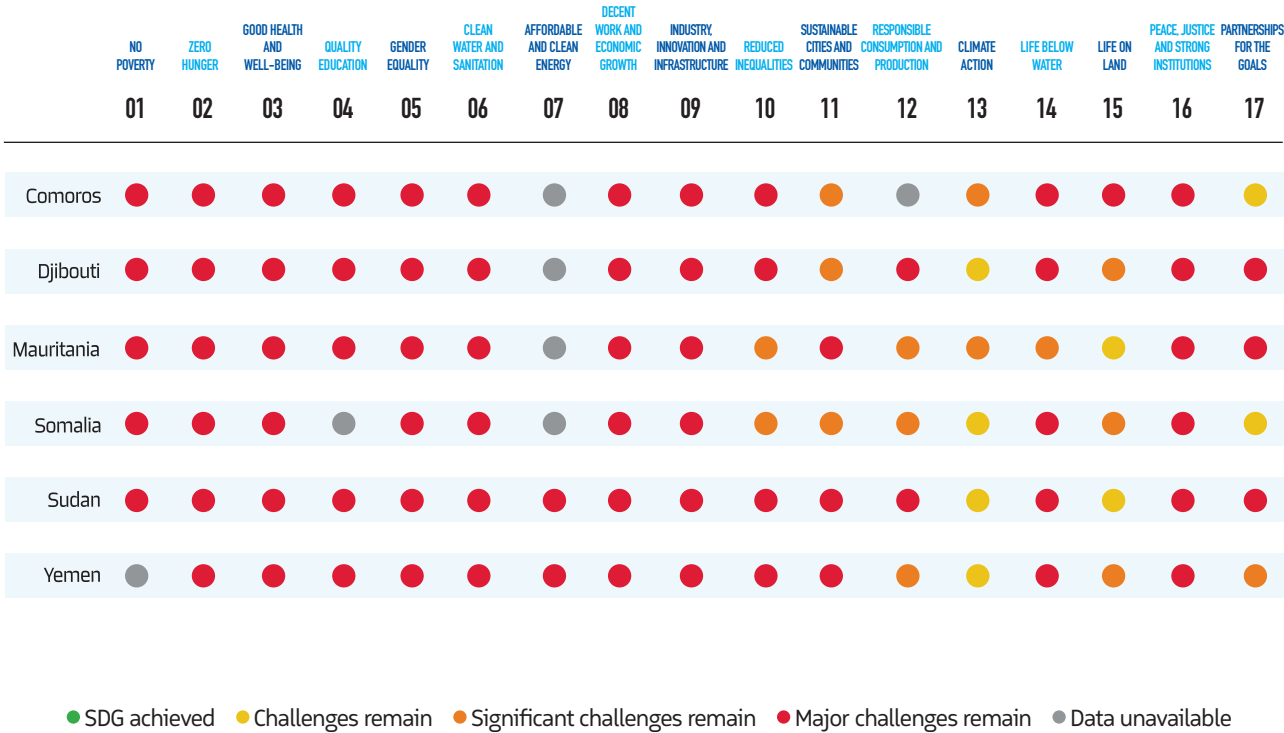 NO
POVERTY
ZERO
HUNGER
GOOD HEALTH
AND
WELL-BEING
QUALITY
EDUCATION
GENDER
EQUALITY
CLEAN
WATER AND
SANITATION
AFFORDABLE
AND CLEAN
ENERGY
DECENT
WORK AND
ECONOMIC
GROWTH
INDUSTRY,
INNOVATION AND
INFRASTRUCTURE
REDUCED
INEQUALITIES
SUSTAINABLE
CITIES AND
COMMUNITIES
RESPONSIBLE
CONSUMPTION AND
PRODUCTION
CLIMATE
ACTION
LIFE BELOW
WATER
LIFE ON
LAND
PEACE, JUSTICE
AND STRONG
INSTITUTIONS
PARTNERSHIPS
FOR THE
GOALS
01 02 03 04 05 06 07 08 09 10 11 12 13 14 15 16 17
Comoros
Djibouti
Mauritania
Somalia
Sudan
Yemen
SDG achieved Challenges remain Significant challenges remain Major challenges remain Data unavailable